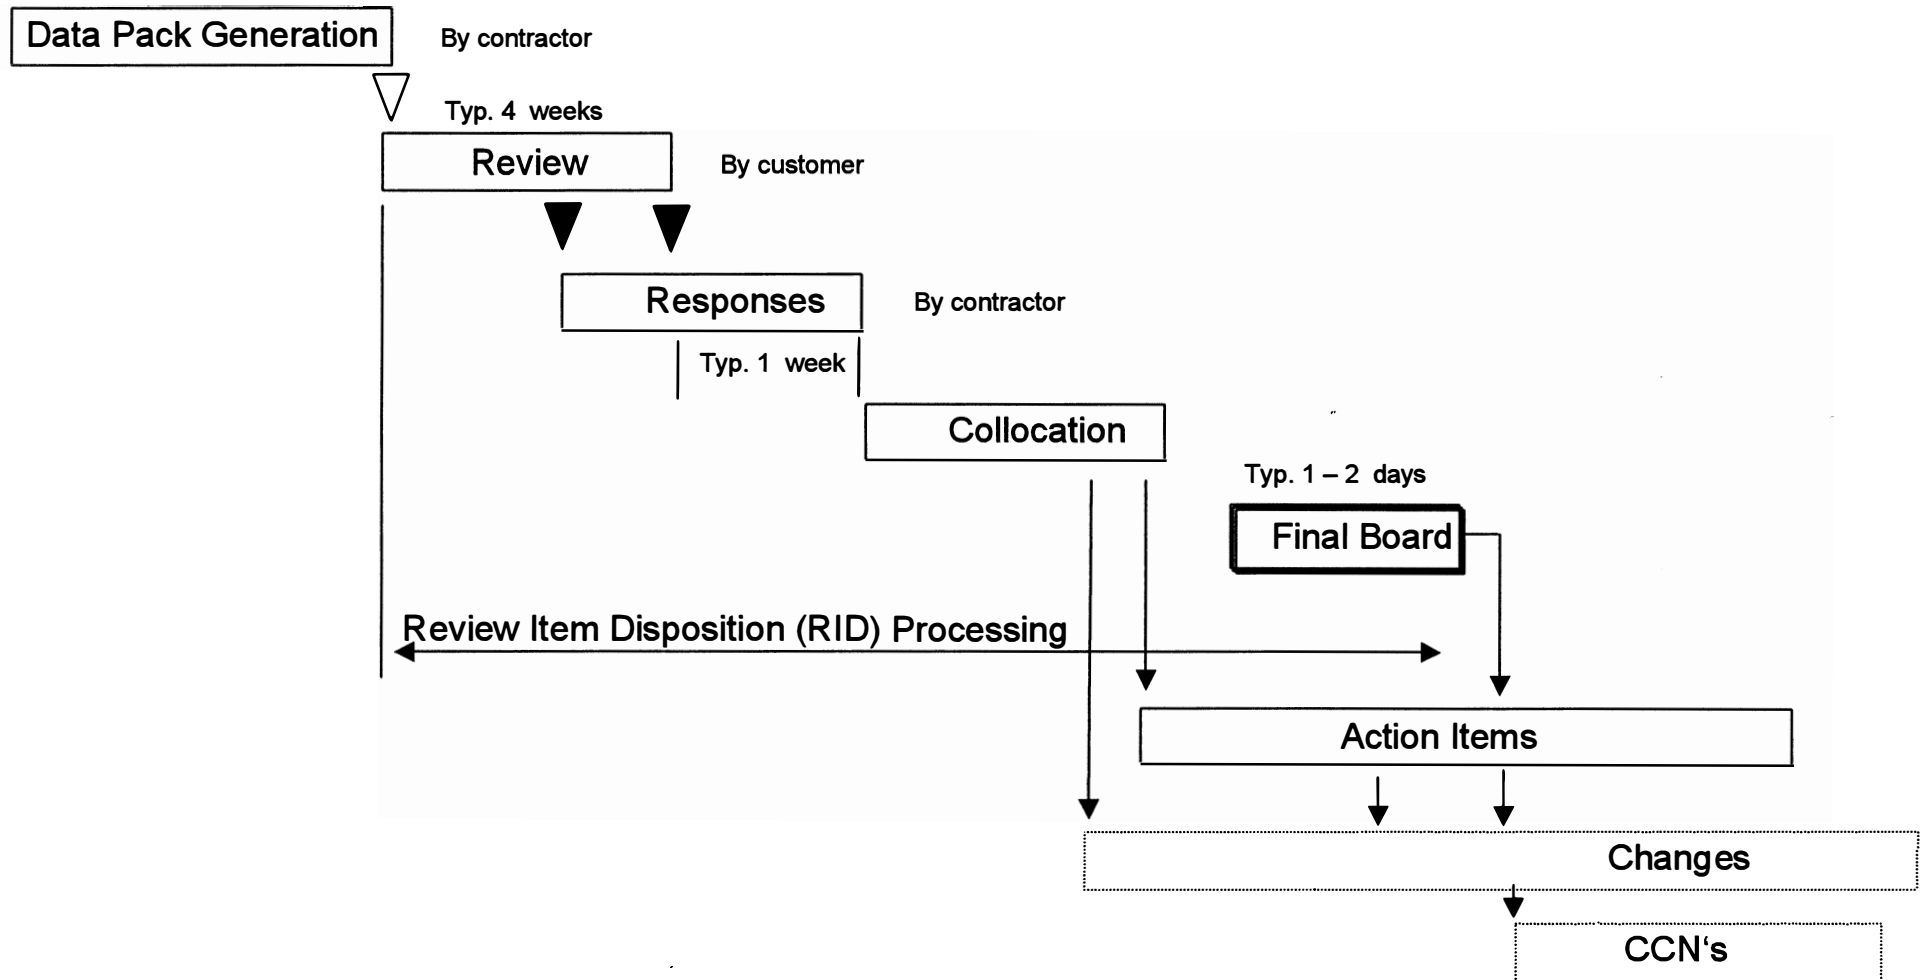 Data Pack Generation
By contractor
Typ. 4 weeks
Review
By customer
Responses
By contractor
Typ. 1 week
Collocation
Typ. 1 – 2 days
Final Board
Review Item Disposition (RID) Processing
Action Items
Changes
CCN‘s